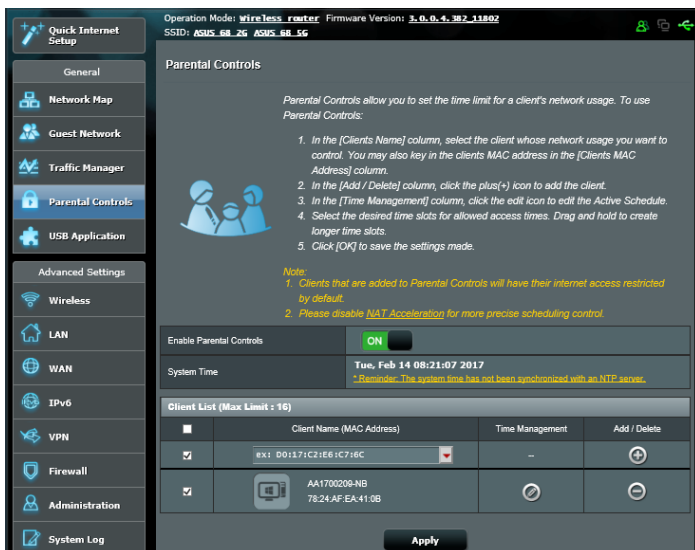 Quick Internet
Setup
Operation Mode: Wireless router Firmware Version: 3.0.0.4.382_11802
SSID: ASUS_68_2G ASUS_68_5G
General
Network Map
Guest Network
Traffic Manager
Parental Controls
USB Application
Advanced Settings
Wireless
LAN
WAN
IPv6
VPN
Firewall
Administration
System Log
Parental Controls
Parental Controls allow you to set the time limit for a client's network usage. To use
Parental Controls:
1. In the [Clients Name] column, select the client whose network usage you want to
control. You may also key in the clients MAC address in the [Clients MAC
Address] column.
2. In the [Add / Delete] column, click the plus(+) icon to add the client.
3. In the [Time Management] column, click the edit icon to edit the Active Schedule.
4. Select the desired time slots for allowed access times. Drag and hold to create
longer time slots.
5. Click [OK] to save the settings made.
Note:
1. Clients that are added to Parental Controls will have their internet access restricted
by default.
2. Please disable NAT Acceleration for more precise scheduling control.
Enable Parental Controls ON
System Time Tue, Feb 14 08:21:07 2017
* Reminder: The system time has not been synchronized with an NTP server.
Client List (Max Limit : 16)
Client Name (MAC Address) Time Management Add / Delete
ex: D0:17:C2:E6:C7:6C --
AA1700209-NB
78:24:AF:EA:41:0B
Apply